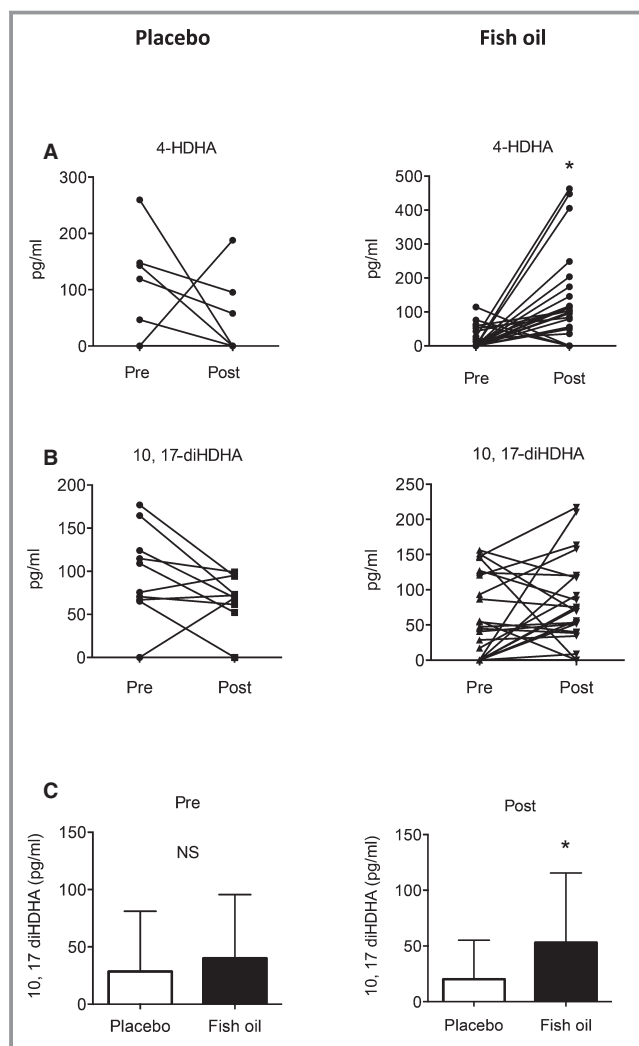 Placebo Fish oil
A 4-HDHA 4-HDHA
*
300
200
100
0
pg/ml
Pre Post
500
400
300
200
100
0
pg/ml
Pre Post
B 10, 17-diHDHA 10, 17-diHDHA
200
150
100
50
0
pg/ml
Pre Post
250
200
150
100
50
0
pg/ml
Pre Post
C Pre Post
150
100
50
0
10, 17 diHDHA (pg/ml)
NS
Placebo Fish oil
150
100
50
0
10, 17 diHDHA (pg/ml)
*
Placebo Fish oil